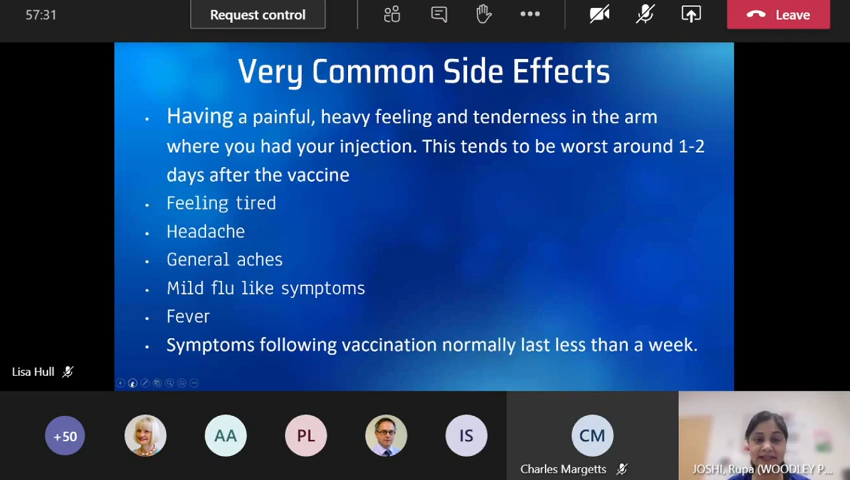 57:31
Request control
Leave
Very Common Side Effects
• Having a painful, heavy feeling and tenderness in the arm
where you had your injection. This tends to be worst around 1-2
days after the vaccine
• Feeling tired
• Headache
• General aches
• Mild flu like symptoms
• Fever
• Symptoms following vaccination normally last less than a week.
Lisa Hull
+50
AA
PL
IS
CM
Charles Margetts
JOSHI, Rupa (WOODLEY P...